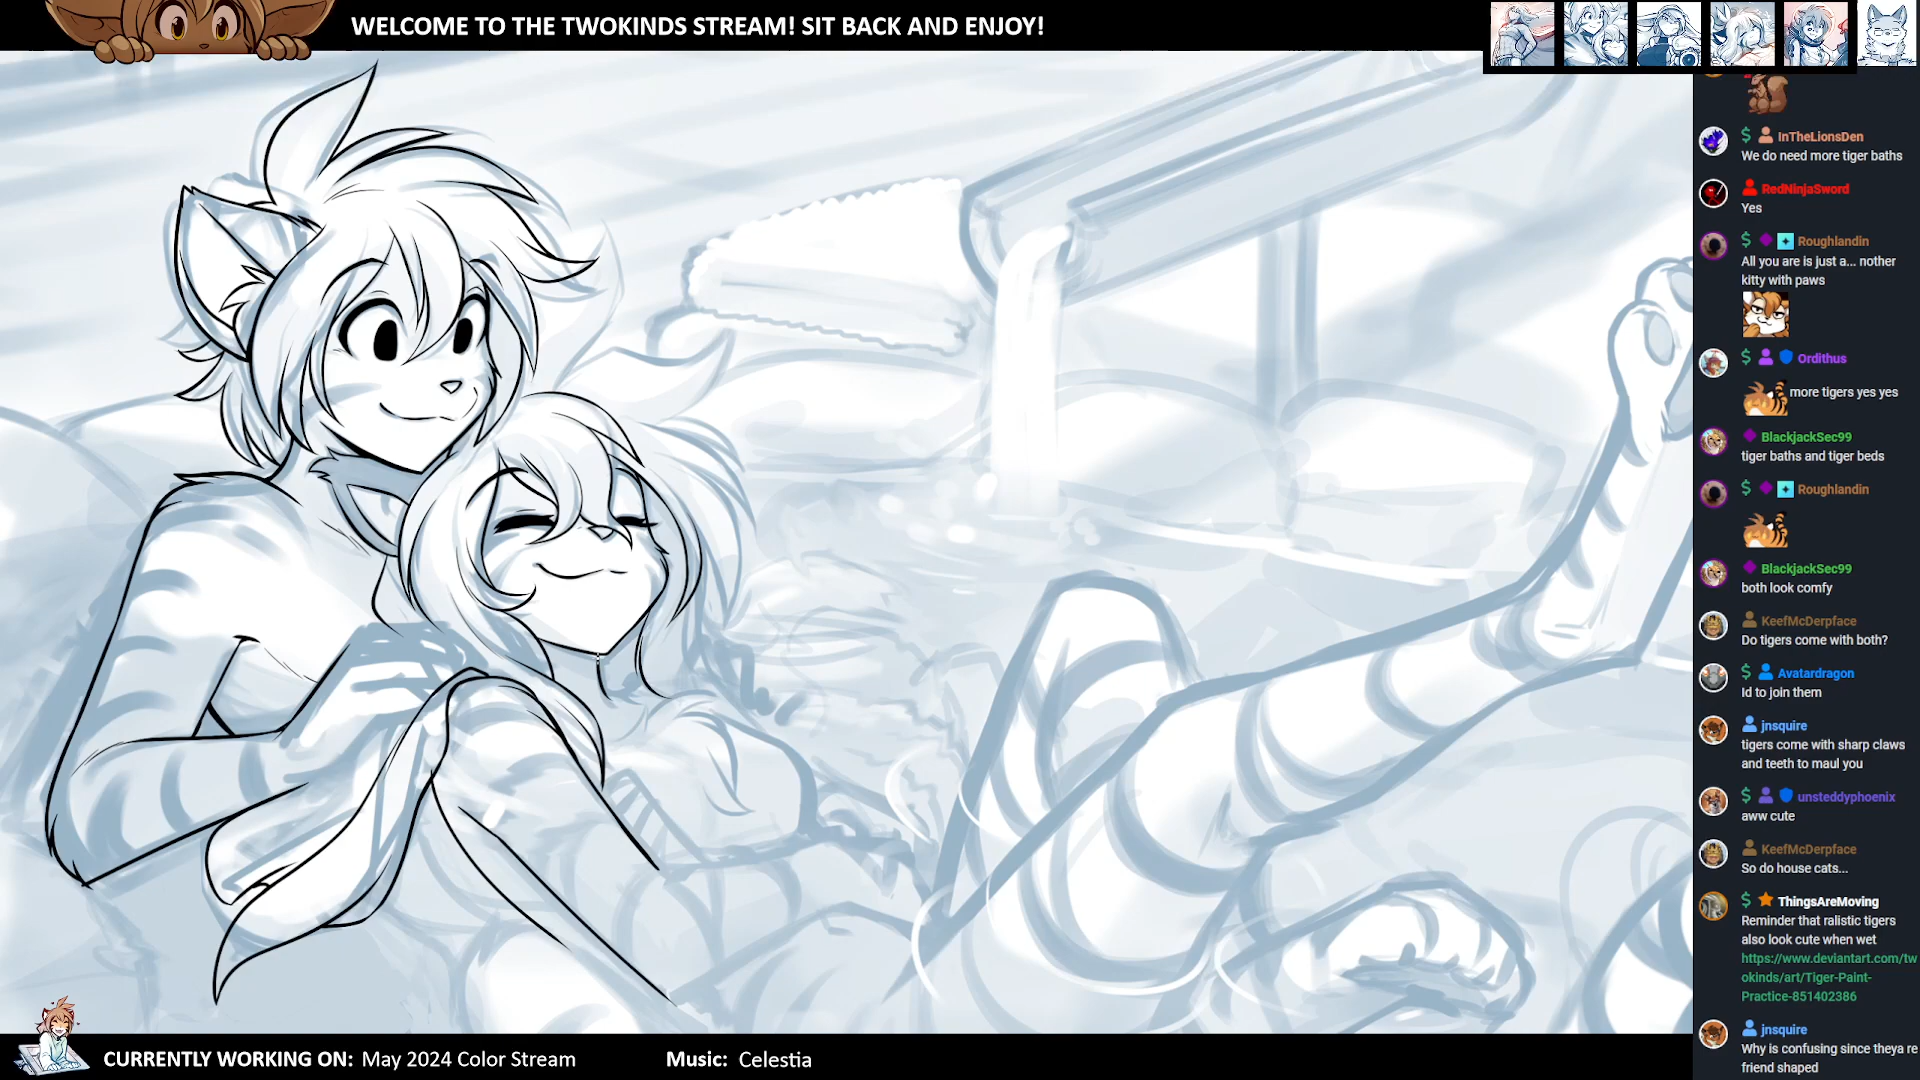 WELCOME TO THE TWOKINDS STREAM! SIT BACK AND ENJOY!
$ InTheLionsDen
We do need more tiger baths
RedNinjaSword
Yes
$ Roughlandin
All you are is just a... nother
kitty with paws
$ Ordithus
more tigers yes yes
BlackjackSec99
tiger baths and tiger beds
$ Roughlandin
BlackjackSec99
both look comfy
KeefMcDerpface
Do tigers come with both?
$ Avatardragon
Id to join them
jnsquire
tigers come with sharp claws
and teeth to maul you
$ unsteddyphoenix
aww cute
KeefMcDerpface
So do house cats...
$ ThingsAreMoving
Reminder that ralistic tigers
also look cute when wet
https://www.deviantart.com/tw
okinds/art/Tiger-Paint-
Practice-851402386
jnsquire
Why is confusing since theya re
friend shaped
CURRENTLY WORKING ON: May 2024 Color Stream
Music: Celestia